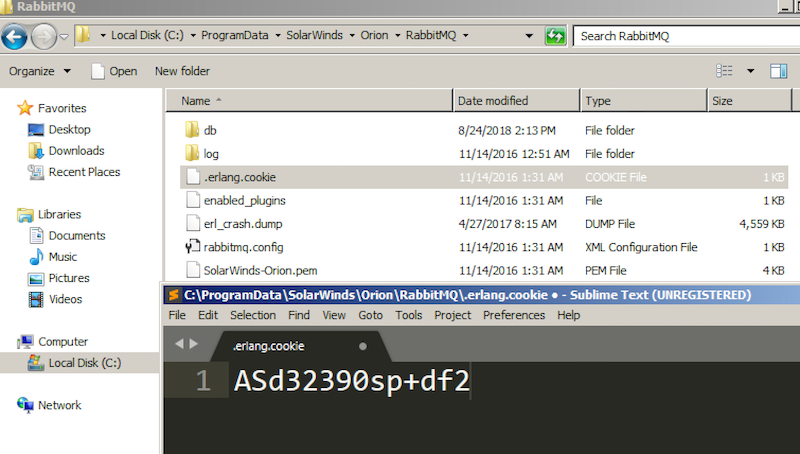 RabbitMQ
Local Disk (C:) ProgramData SolarWinds Orion RabbitMQ
Search RabbitMQ
Organize Open New folder
Favorites
Desktop
Downloads
Recent Places
Libraries
Documents
Music
Pictures
Videos
Computer
Local Disk (C:)
Network
Name Date modified Type Size
db 8/24/2018 2:13 PM File folder
log 11/14/2016 12:51 AM File folder
.erlang.cookie 11/14/2016 1:31 AM COOKIE File 1 KB
enabled_plugins 11/14/2016 1:31 AM File 1 KB
erl_crash.dump 4/27/2017 8:15 AM DUMP File 4,559 KB
rabbitmq.config 11/14/2016 1:31 AM XML Configuration File 1 KB
SolarWinds-Orion.pem 11/14/2016 1:31 AM PEM File 4 KB
C:\ProgramData\SolarWinds\Orion\RabbitMQ\.erlang.cookie • - Sublime Text (UNREGISTERED)
File Edit Selection Find View Goto Tools Project Preferences Help
.erlang.cookie
1 ASd32390sp+df2